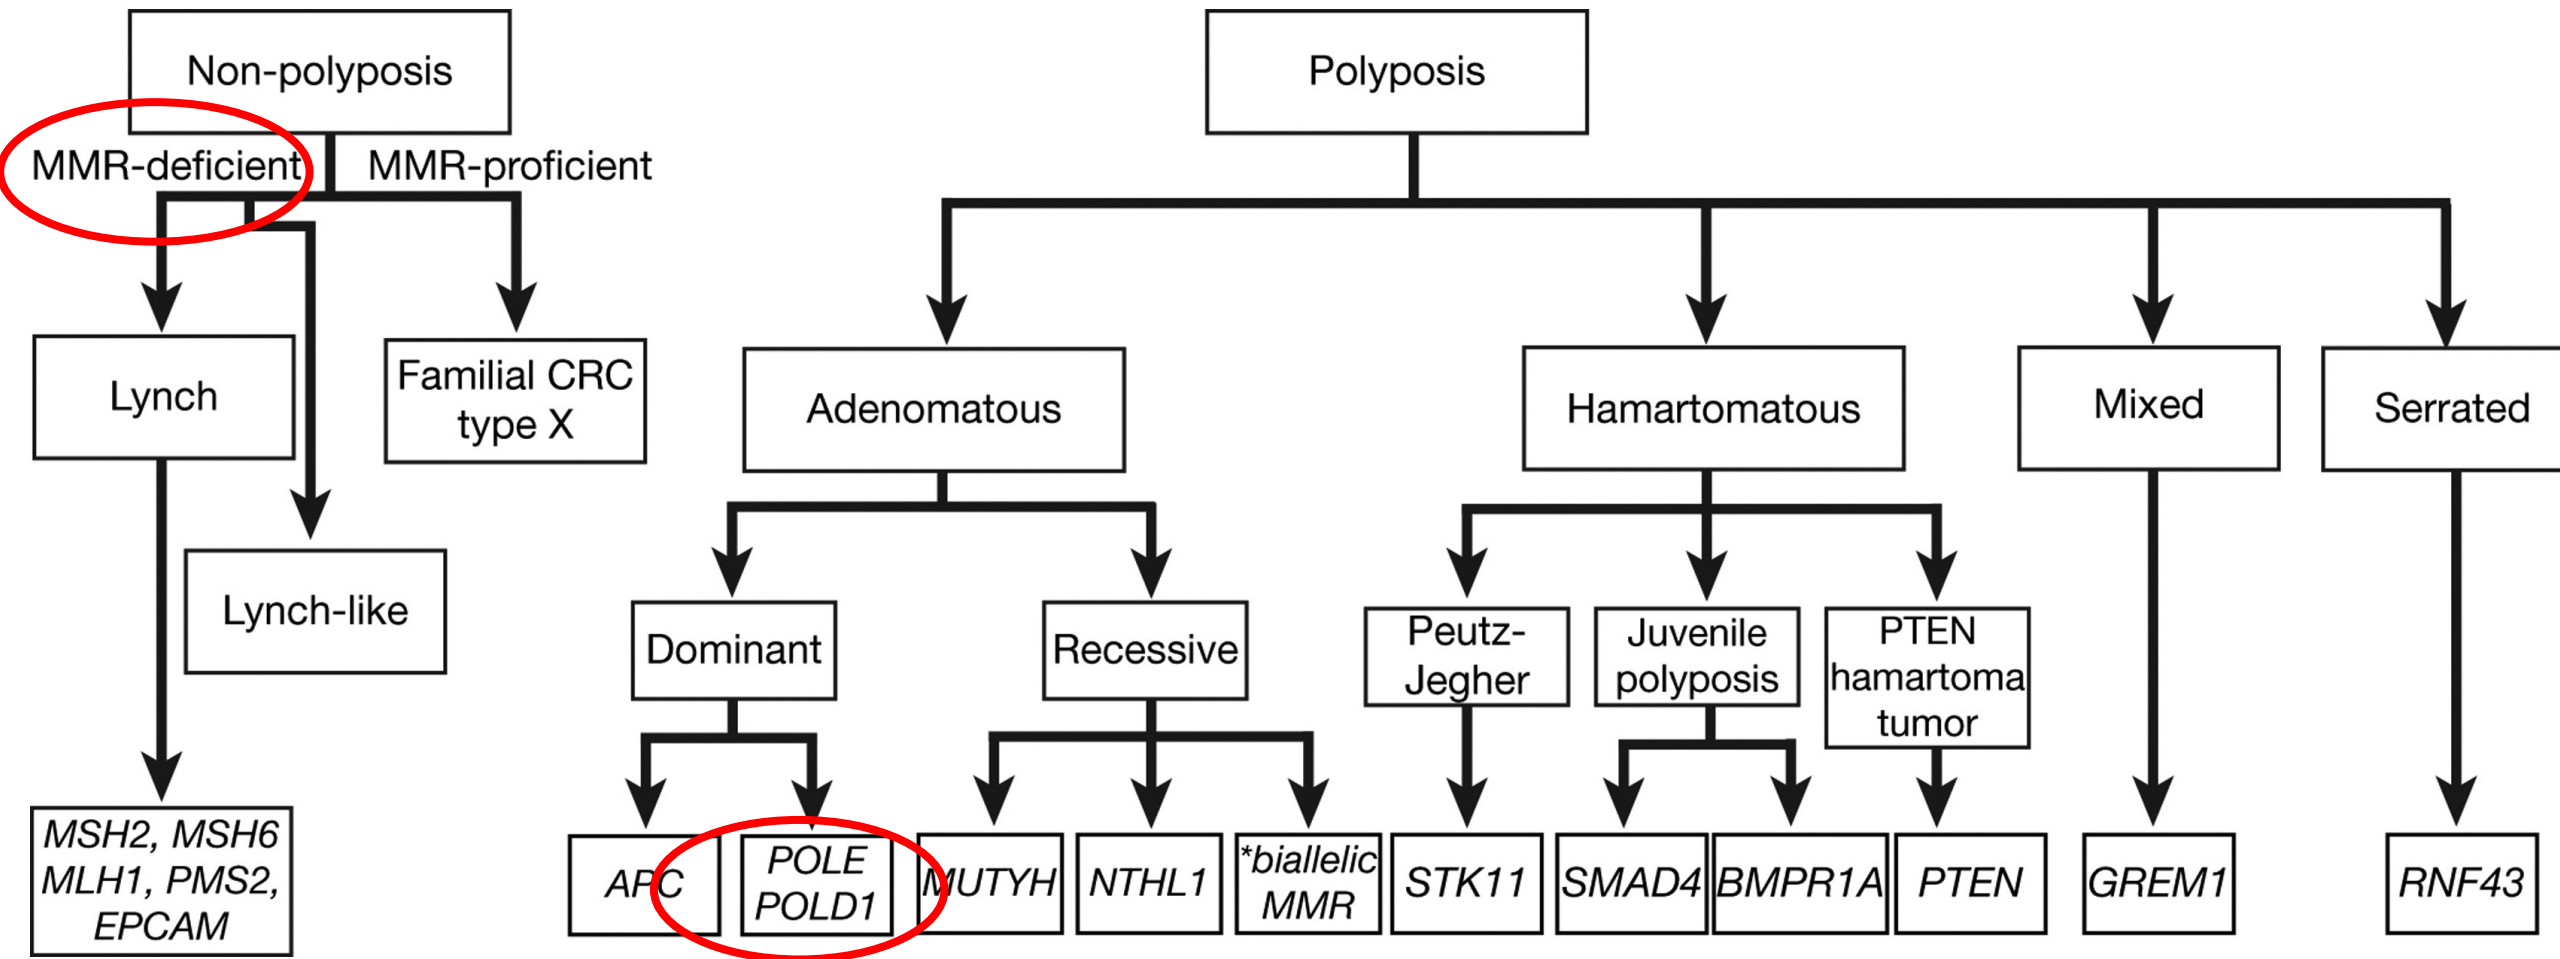 Non-polyposis
Polyposis
MMR-deficient
MMR-proficient
Lynch
Familial CRC
type X
Adenomatous
Hamartomatous
Mixed
Serrated
Lynch-like
Dominant
Recessive
Peutz-
Jegher
Juvenile
polyposis
PTEN
hamartoma
tumor
MSH2, MSH6
MLH1, PMS2,
EPCAM
APC
POLE
POLD1
MUTYH
NTHL1
*biallelic
MMR
STK11
SMAD4
BMPR1A
PTEN
GREM1
RNF43